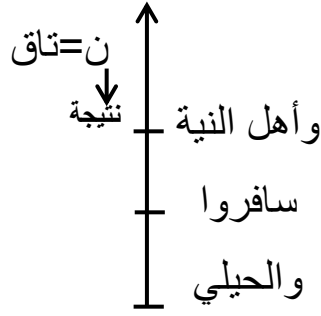 ن=تاق
نتيجة
وأهل النية
سافروا
والحيلي